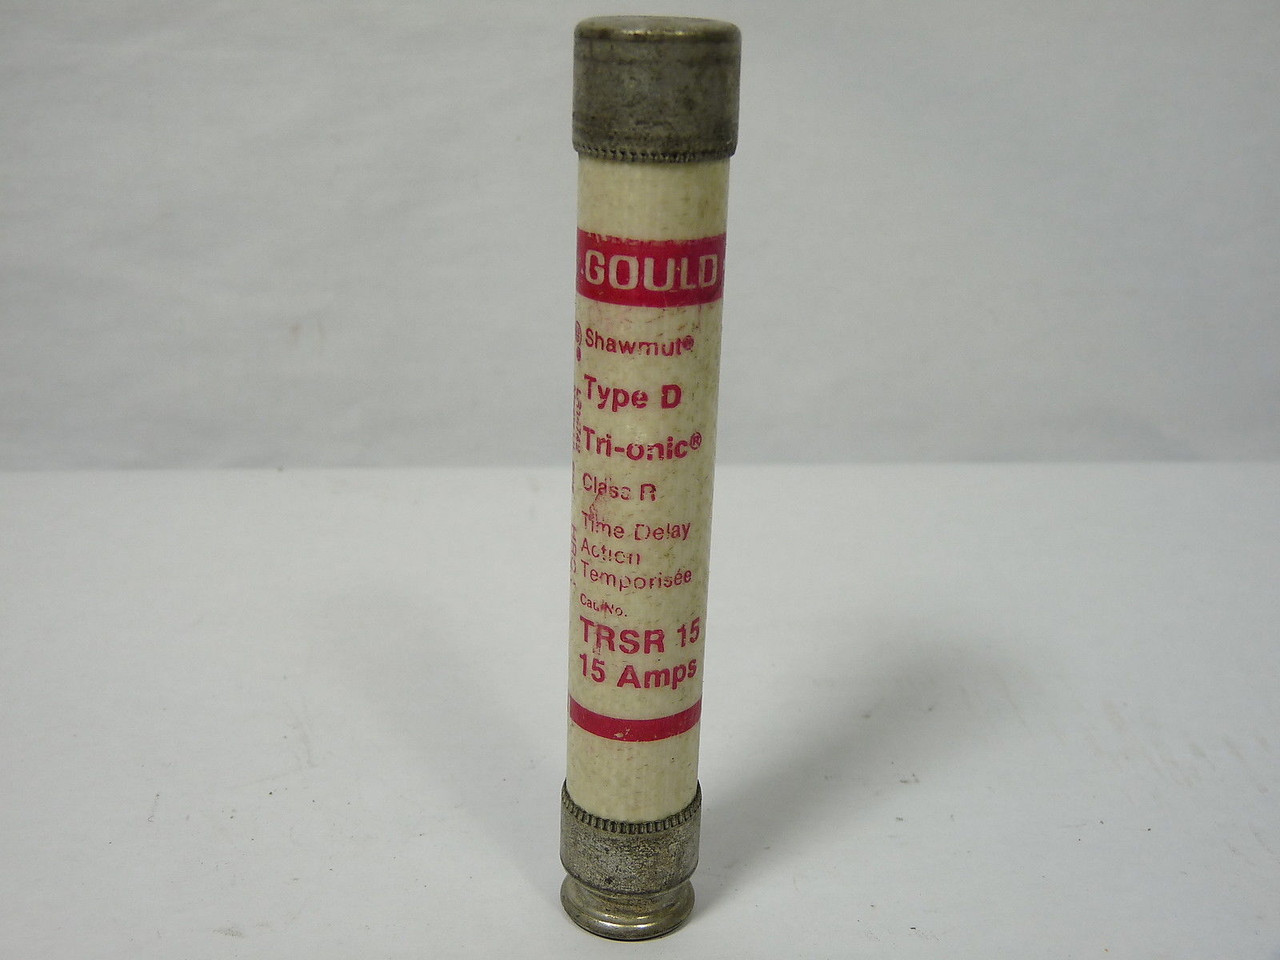 GOULD
Shawmut®
Type D
Tri-onic®
Class R
Time Delay
Action
Temporisée
Cat. No.
TRSR 15
15 Amps